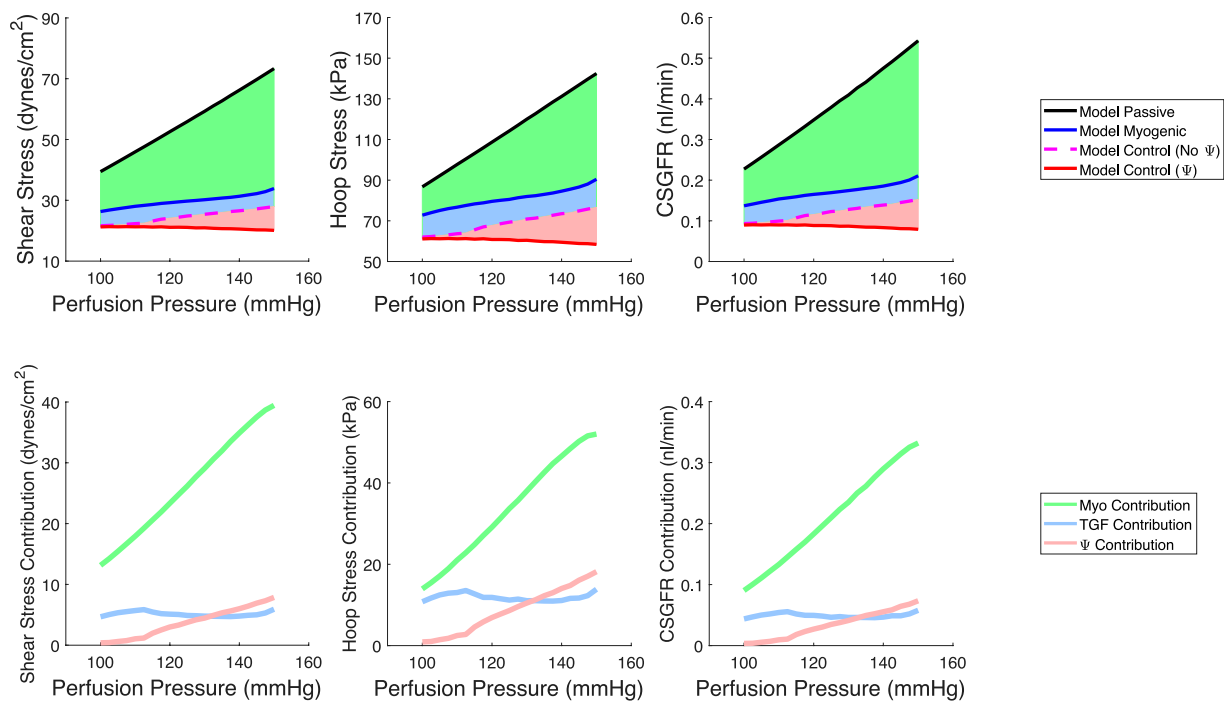 Shear Stress (dynes/cm²)
90
70
50
30
10
100 120 140 160
Perfusion Pressure (mmHg)
Hoop Stress (kPa)
170
150
130
110
90
70
50
100 120 140 160
Perfusion Pressure (mmHg)
CSGFR (nl/min)
0.6
0.5
0.4
0.3
0.2
0.1
0
100 120 140 160
Perfusion Pressure (mmHg)
Model Passive
Model Myogenic
Model Control (No Ψ)
Model Control (Ψ)
Shear Stress Contribution (dynes/cm²)
40
30
20
10
0
100 120 140 160
Perfusion Pressure (mmHg)
Hoop Stress Contribution (kPa)
60
40
20
0
100 120 140 160
Perfusion Pressure (mmHg)
CSGFR Contribution (nl/min)
0.4
0.3
0.2
0.1
0
100 120 140 160
Perfusion Pressure (mmHg)
Myo Contribution
TGF Contribution
Ψ Contribution